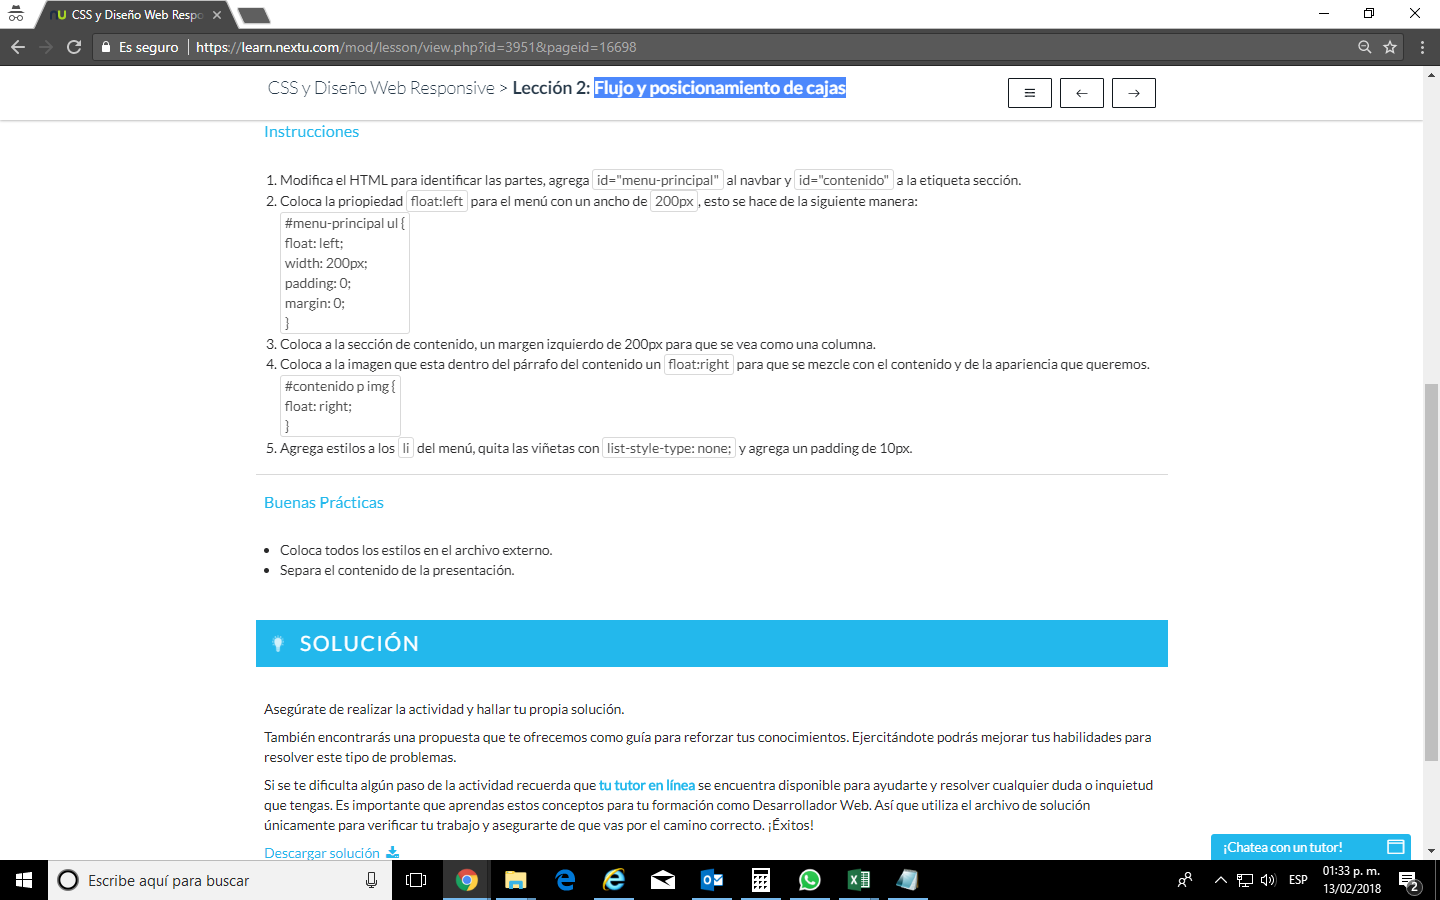 CSS y Diseño Web Respo
Es seguro
https://learn.nextu.com/mod/lesson/view.php?id=3951&pageid=16698
CSS y Diseño Web Responsive > Lección 2: Flujo y posicionamiento de cajas
Instrucciones
1. Modifica el HTML para identificar las partes, agrega id="menu-principal" al navbar y id="contenido" a la etiqueta sección.
2. Coloca la priopiedad float:left para el menú con un ancho de 200px, esto se hace de la siguiente manera:
#menu-principal ul {
float: left;
width: 200px;
padding: 0;
margin: 0;
}
3. Coloca a la sección de contenido, un margen izquierdo de 200px para que se vea como una columna.
4. Coloca a la imagen que esta dentro del párrafo del contenido un float:right para que se mezcle con el contenido y de la apariencia que queremos.
#contenido p img {
float: right;
}
5. Agrega estilos a los li del menú, quita las viñetas con list-style-type: none; y agrega un padding de 10px.
Buenas Prácticas
• Coloca todos los estilos en el archivo externo.
• Separa el contenido de la presentación.
SOLUCIÓN
Asegúrate de realizar la actividad y hallar tu propia solución.
También encontrarás una propuesta que te ofrecemos como guía para reforzar tus conocimientos. Ejercitándote podrás mejorar tus habilidades para
resolver este tipo de problemas.
Si se te dificulta algún paso de la actividad recuerda que tu tutor en línea se encuentra disponible para ayudarte y resolver cualquier duda o inquietud
que tengas. Es importante que aprendas estos conceptos para tu formación como Desarrollador Web. Así que utiliza el archivo de solución
únicamente para verificar tu trabajo y asegurarte de que vas por el camino correcto. ¡Éxitos!
Descargar solución
¡Chatea con un tutor!
Escribe aquí para buscar
ESP
01:33 p. m.
13/02/2018
2